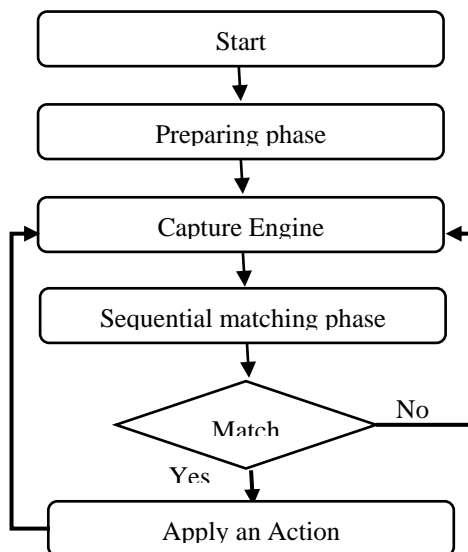 Start
Preparing phase
Capture Engine
Sequential matching phase
Match
No
Yes
Apply an Action